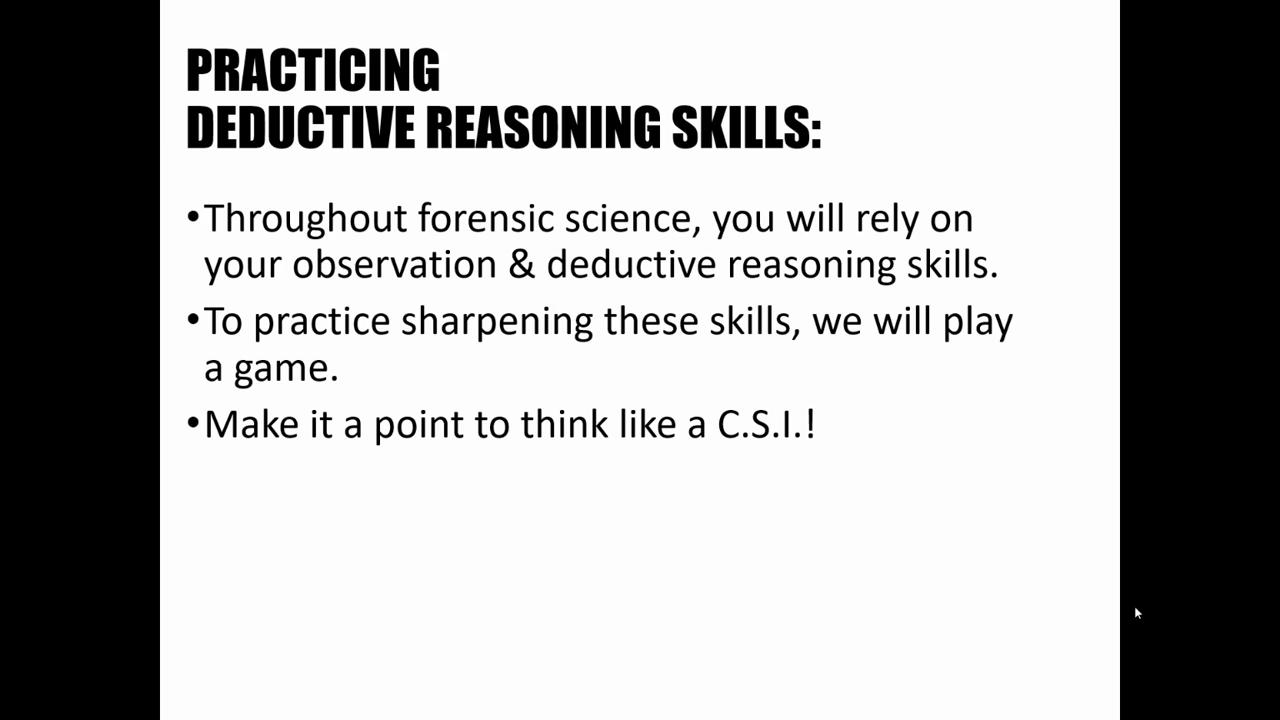 PRACTICING
DEDUCTIVE REASONING SKILLS:
•Throughout forensic science, you will rely on
your observation & deductive reasoning skills.
•To practice sharpening these skills, we will play
a game.
•Make it a point to think like a C.S.I.!